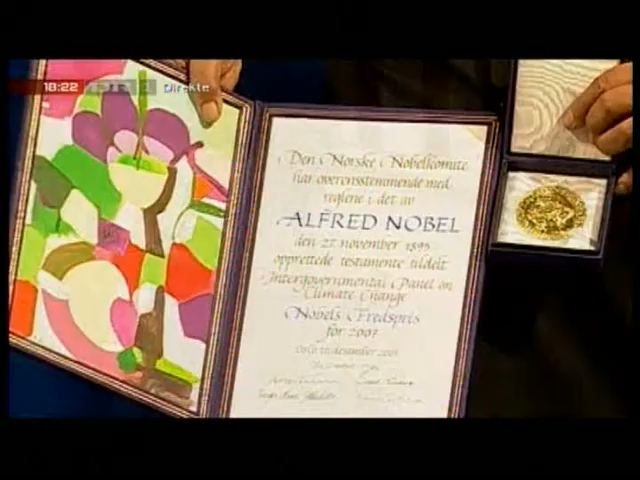 18:22
Direkte
Den Norske Nobelkomite
har overensstemmende med
reglene i det av
ALFRED NOBEL
den 27. november 1895
opprettede testamente tildelt
Intergovernmental Panel on
Climate Change
Nobels Fredspris
for 2007
Oslo 10 desember 2007